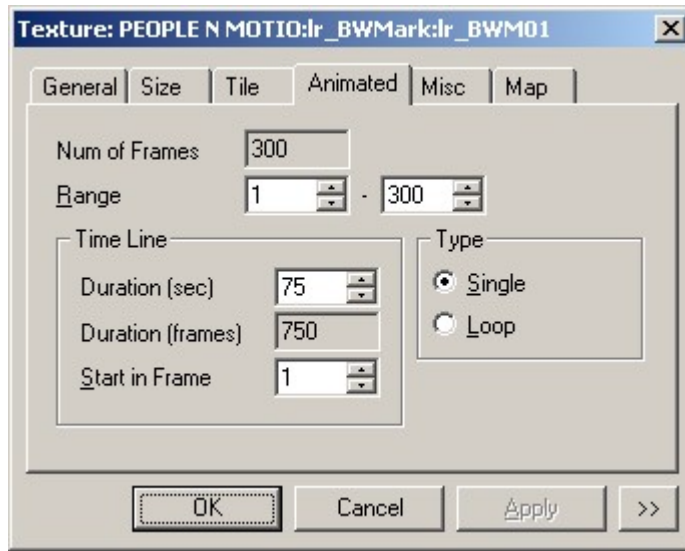 Texture: PEOPLE N MOTIO:lr_BWMark:lr_BWM01
General Size Tile Animated Misc Map
Num of Frames 300
Range 1 - 300
Time Line
Duration (sec) 75
Duration (frames) 750
Start in Frame 1
Type
Single
Loop
OK Cancel Apply >>